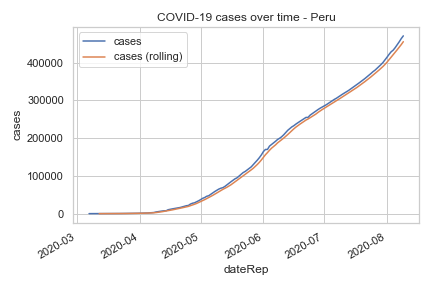 COVID-19 cases over time - Peru
cases
cases (rolling)
400000
300000
200000
100000
0
cases
2020-03
2020-04
2020-05
2020-06
2020-07
2020-08
dateRep